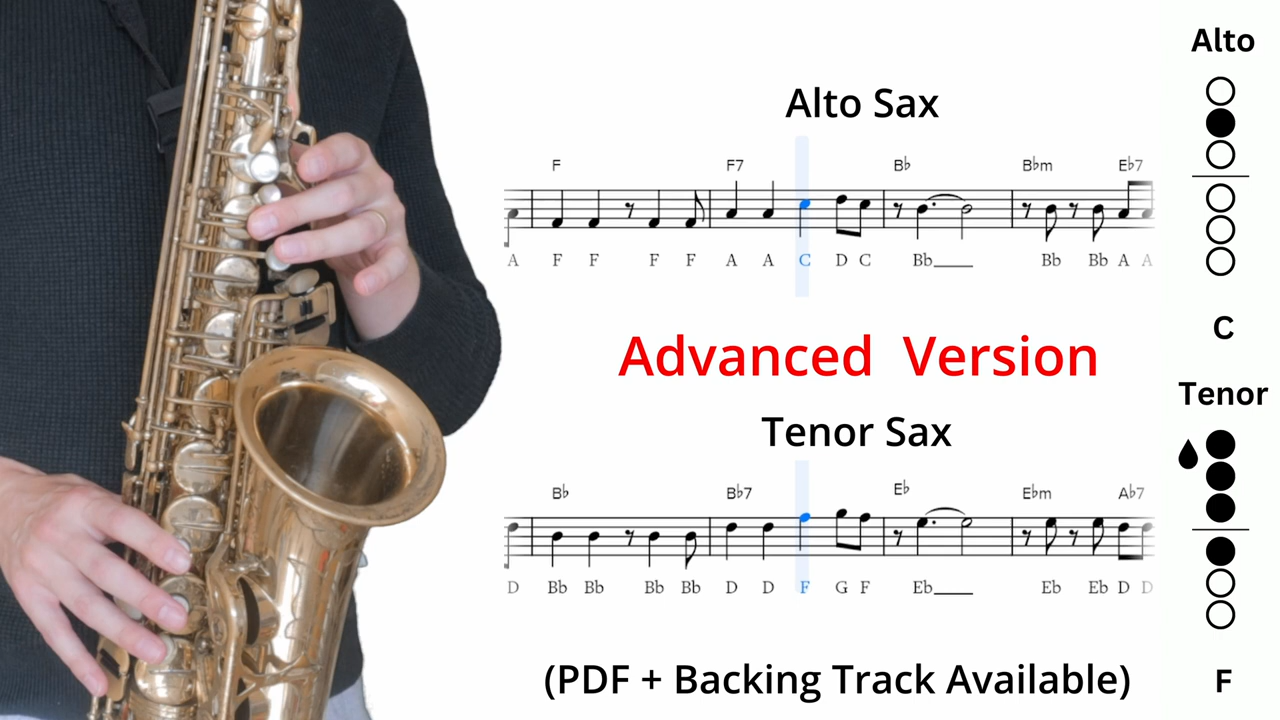 Alto Sax
F F7 Bb Bbm Eb7
A F F F F A A C D C Bb____ Bb Bb A A
Advanced Version
Tenor Sax
Bb Bb7 Eb Ebm Ab7
D Bb Bb Bb Bb D D F G F Eb____ Eb Eb D D
(PDF + Backing Track Available)
Alto
C
Tenor
F